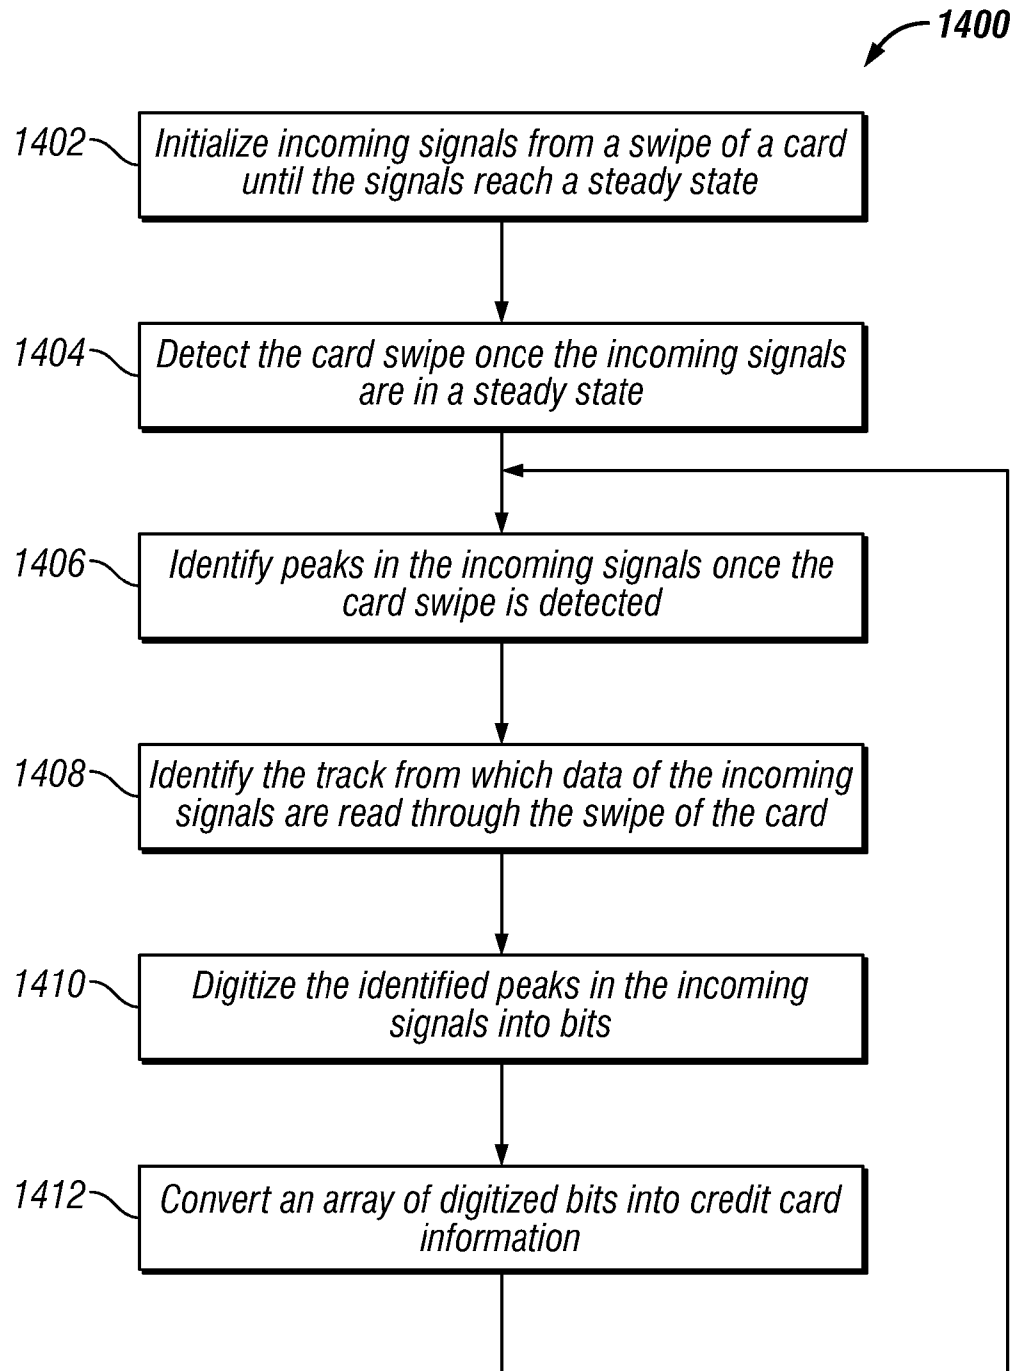 1400
1402
Initialize incoming signals from a swipe of a card
until the signals reach a steady state
1404
Detect the card swipe once the incoming signals
are in a steady state
1406
Identify peaks in the incoming signals once the
card swipe is detected
1408
Identify the track from which data of the incoming
signals are read through the swipe of the card
1410
Digitize the identified peaks in the incoming
signals into bits
1412
Convert an array of digitized bits into credit card
information